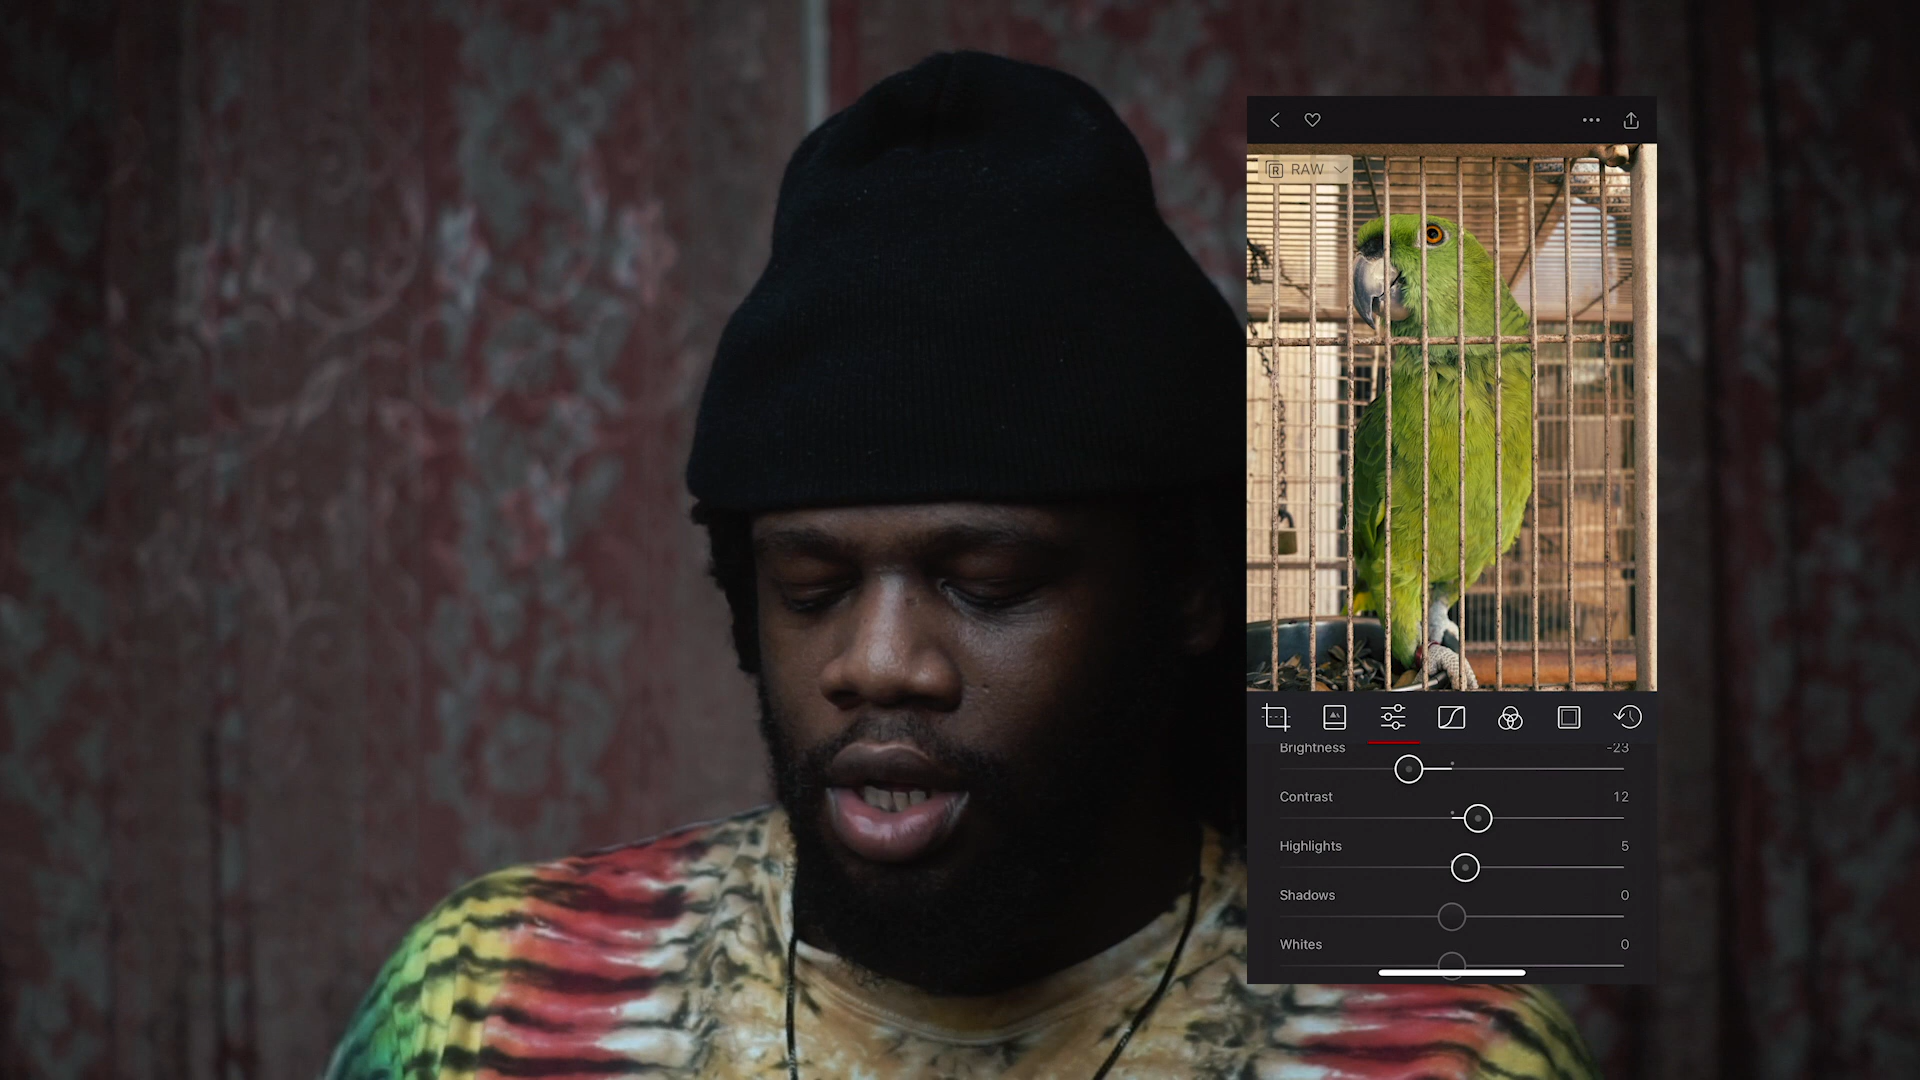 R RAW
Brightness -23
Contrast 12
Highlights 5
Shadows 0
Whites 0